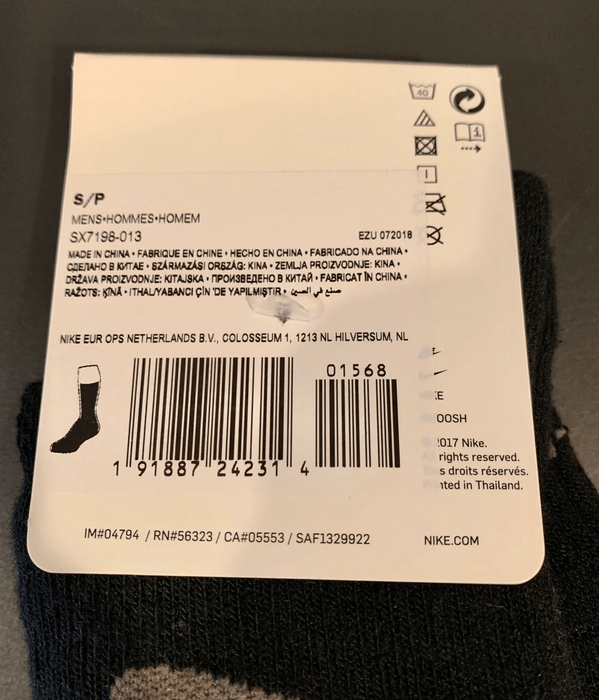 40
S/P
MENS•HOMMES•HOMEM
SX7198-013 EZU 072018
MADE IN CHINA • FABRIQUE EN CHINE • HECHO EN CHINA • FABRICADO NA CHINA •
СДЕЛАНО В КИТАЕ • SZÁRMAZÁSI ORSZÁG: KINA • ZEMLJA PROIZVODNJE: KINA •
DRŽAVA PROIZVODNJE: KITAJSKA • ПРОИЗВЕДЕНО В КИТАЙ • FABRICAT ÎN CHINA •
RAŽOTS: ĶĪNĀ • İTHAL/YABANCI ÇİN 'DE YAPILMIŞTIR • صنع في الصين
NIKE EUR OPS NETHERLANDS B.V., COLOSSEUM 1, 1213 NL HILVERSUM, NL
01568
1 91887 24231 4
OOSH
2017 Nike.
rights reserved.
s droits réservés.
nted in Thailand.
IM#04794 / RN#56323 / CA#05553 / SAF1329922
NIKE.COM